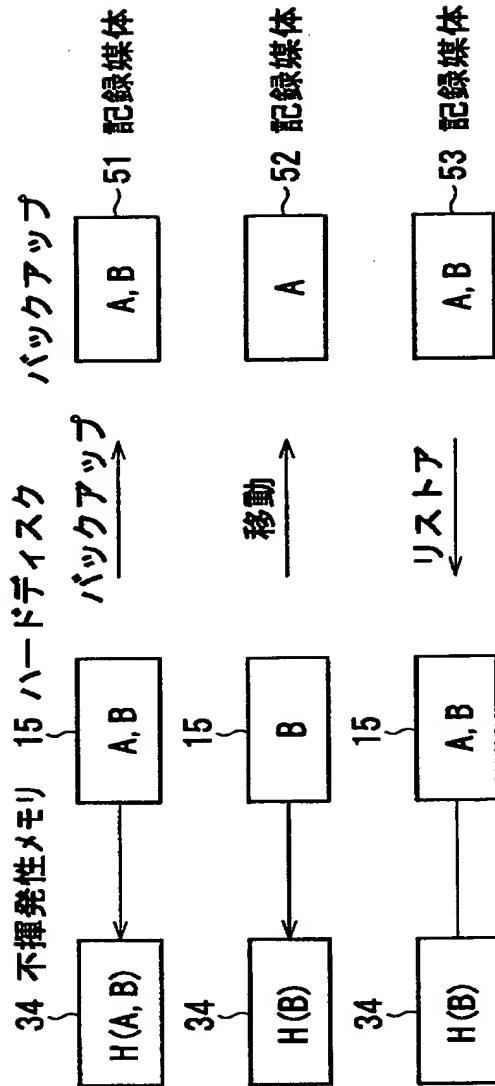 34 不揮発性メモリ
15 ハードディスク
バックアップ
H(A, B)
A, B
バックアップ
A, B
51 記録媒体
34
15
H(B)
B
移動
A
52 記録媒体
34
15
H(B)
A, B
リストア
A, B
53 記録媒体